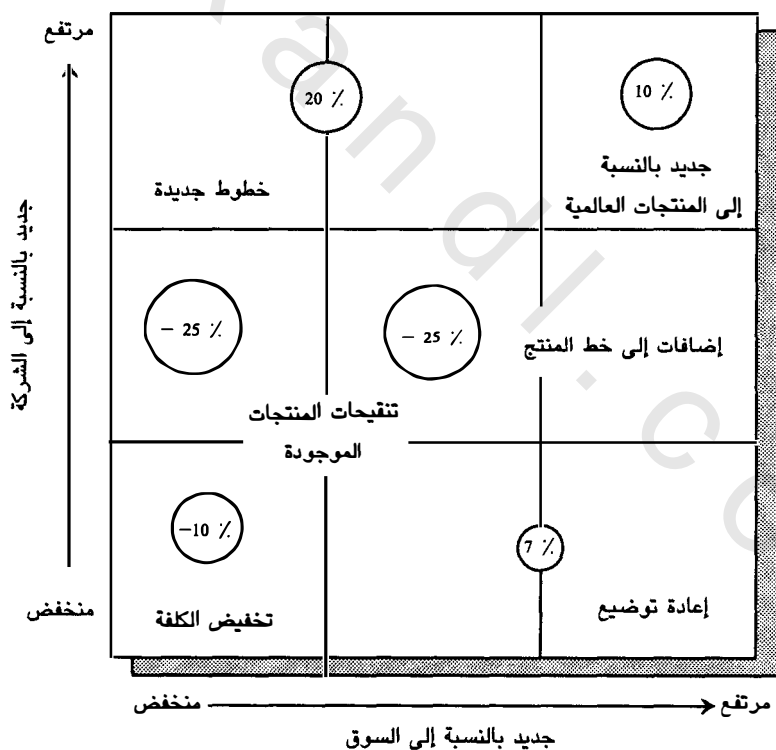 مرتفع
20 ٪
10 ٪
جديد بالنسبة
إلى المنتجات العالمية
خطوط جديدة
جديد بالنسبة إلى الشركة
– 25 ٪
– 25 ٪
إضافات إلى خط المنتج
تنقيحات المنتجات
الموجودة
–10 ٪
7 ٪
منخفض
تخفيض الكلفة
إعادة توضيع
منخفض
مرتفع
جديد بالنسبة إلى السوق